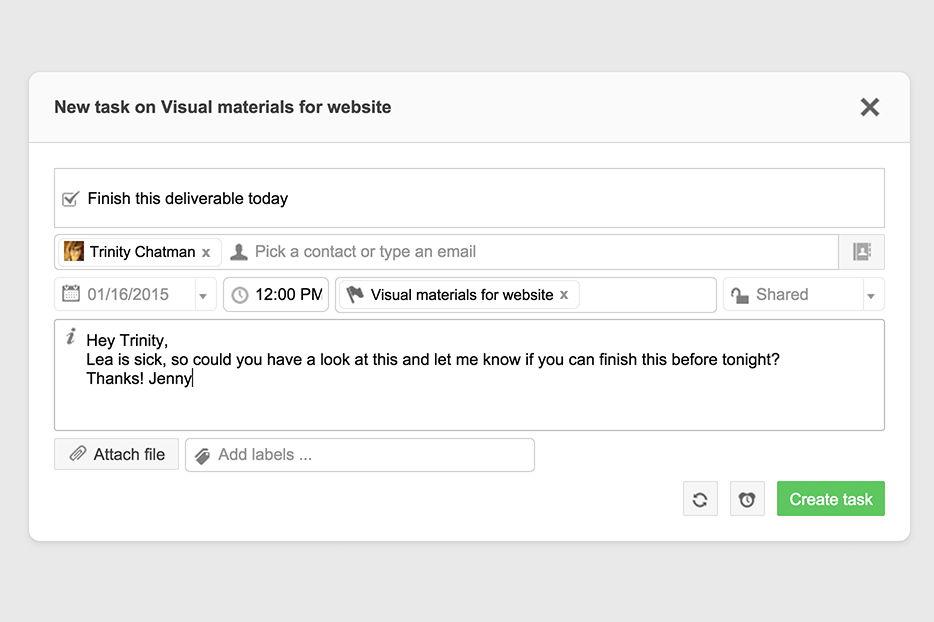 New task on Visual materials for website
Finish this deliverable today
Trinity Chatman x Pick a contact or type an email
01/16/2015 12:00 PM Visual materials for website x Shared
i Hey Trinity,
Lea is sick, so could you have a look at this and let me know if you can finish this before tonight?
Thanks! Jenny
Attach file Add labels ...
Create task